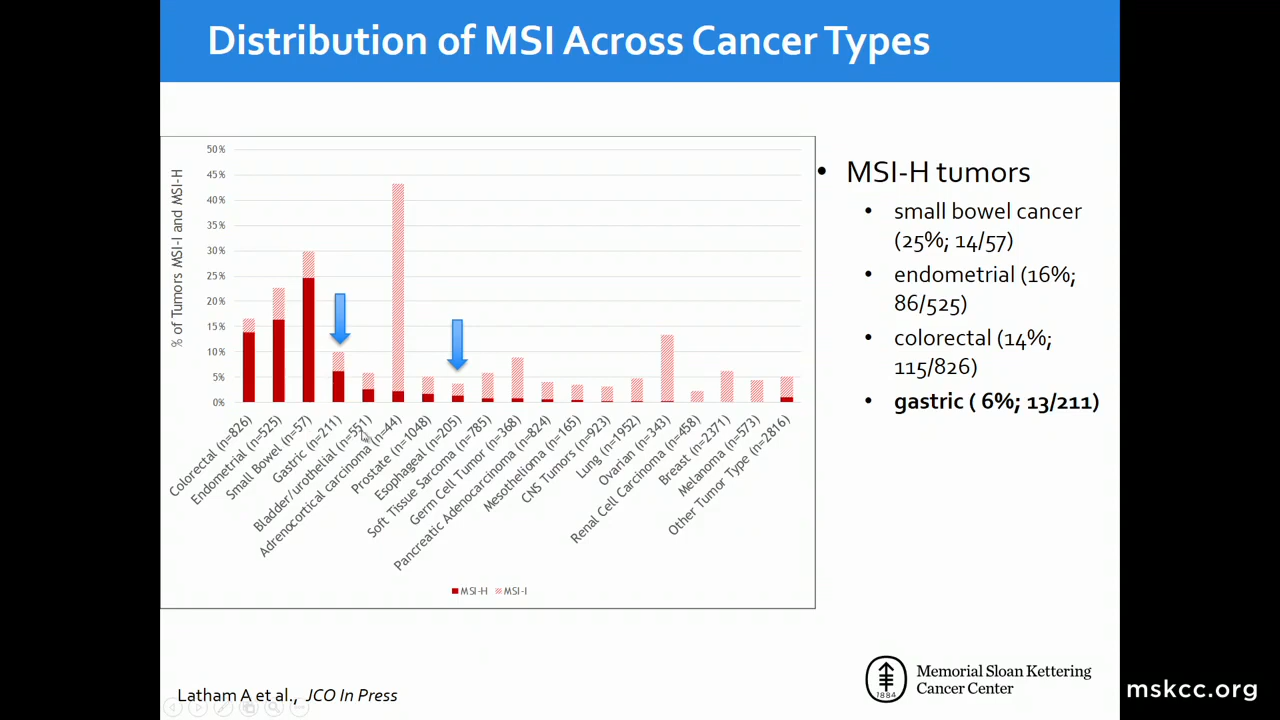 Distribution of MSI Across Cancer Types
% of Tumors MSI-I and MSI-H
50%
45%
40%
35%
30%
25%
20%
15%
10%
5%
0%
Colorectal (n=826)
Endometrial (n=525)
Small Bowel (n=57)
Gastric (n=211)
Bladder/urothelial (n=551)
Adrenocortical carcinoma (n=44)
Prostate (n=1048)
Esophageal (n=205)
Soft Tissue Sarcoma (n=785)
Germ Cell Tumor (n=368)
Pancreatic Adenocarcinoma (n=824)
Mesothelioma (n=165)
CNS Tumors (n=923)
Lung (n=1952)
Ovarian (n=343)
Renal Cell Carcinoma (n=458)
Breast (n=2371)
Melanoma (n=573)
Other Tumor Type (n=2816)
MSI-H MSI-I
• MSI-H tumors
• small bowel cancer
(25%; 14/57)
• endometrial (16%;
86/525)
• colorectal (14%;
115/826)
• gastric ( 6%; 13/211)
Latham A et al., JCO In Press
1884
Memorial Sloan Kettering
Cancer Center
mskcc.org